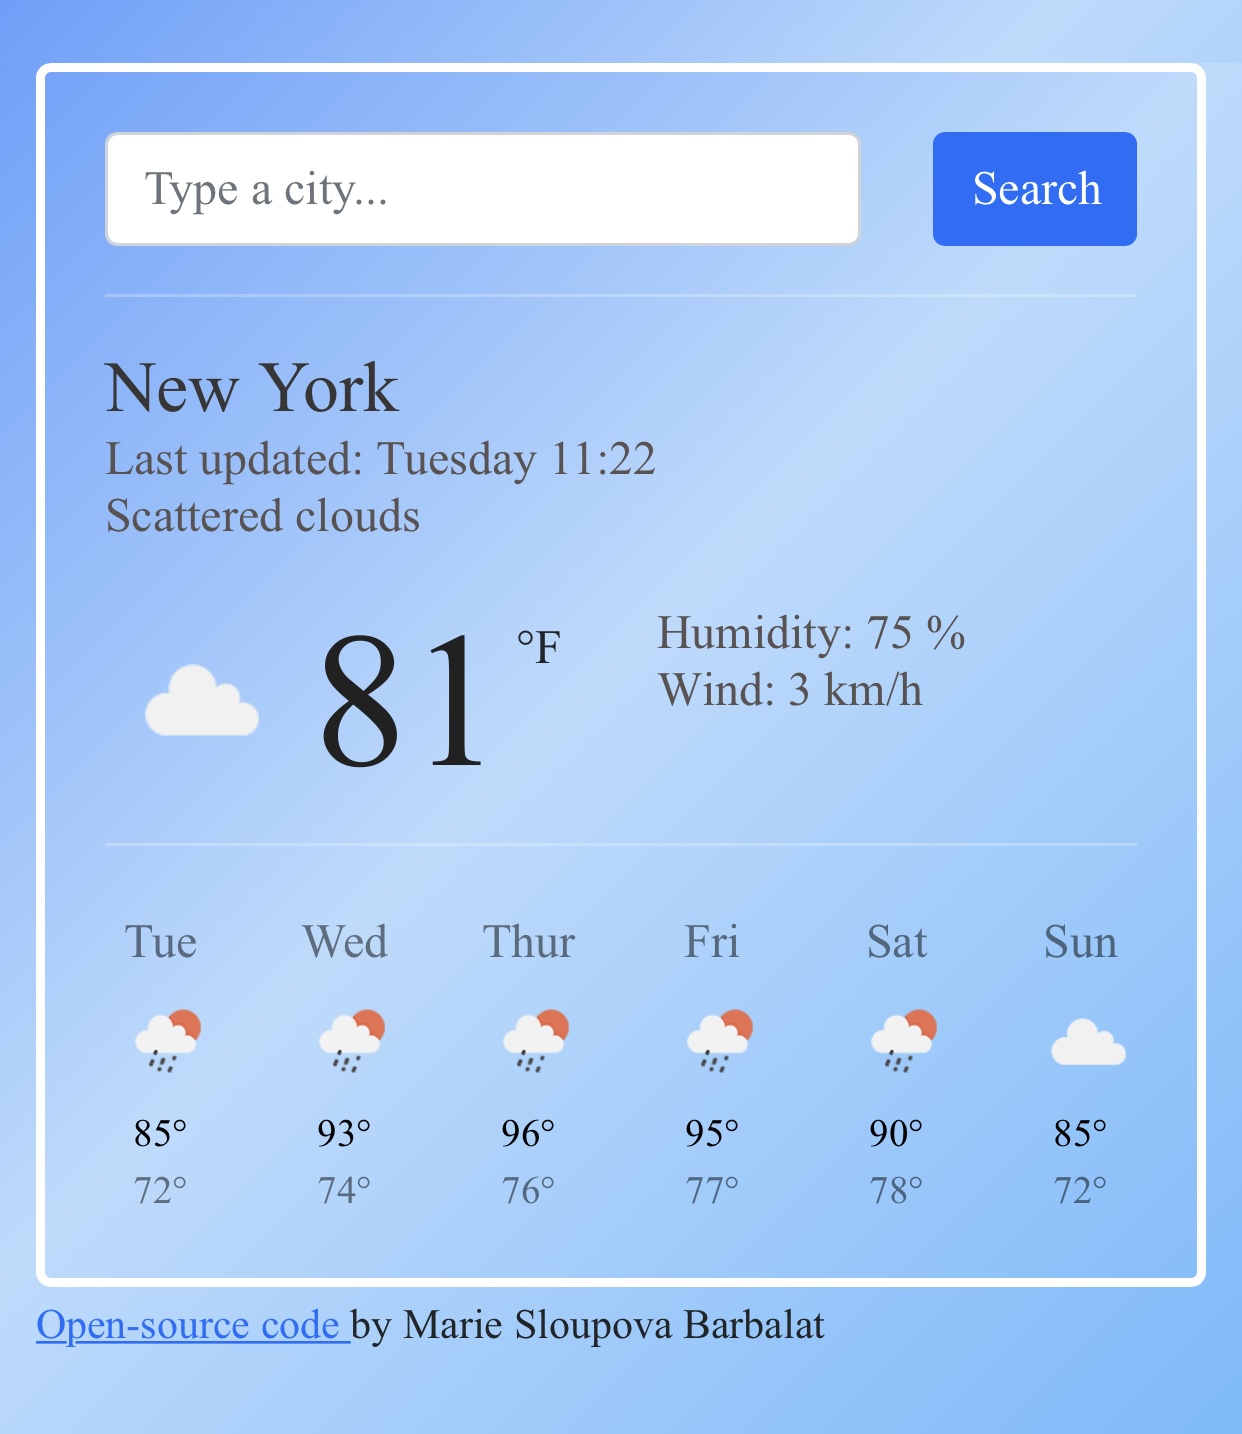 Type a city...
Search
New York
Last updated: Tuesday 11:22
Scattered clouds
81 °F
Humidity: 75 %
Wind: 3 km/h
Tue Wed Thur Fri Sat Sun
85° 93° 96° 95° 90° 85°
72° 74° 76° 77° 78° 72°
Open-source code by Marie Sloupova Barbalat